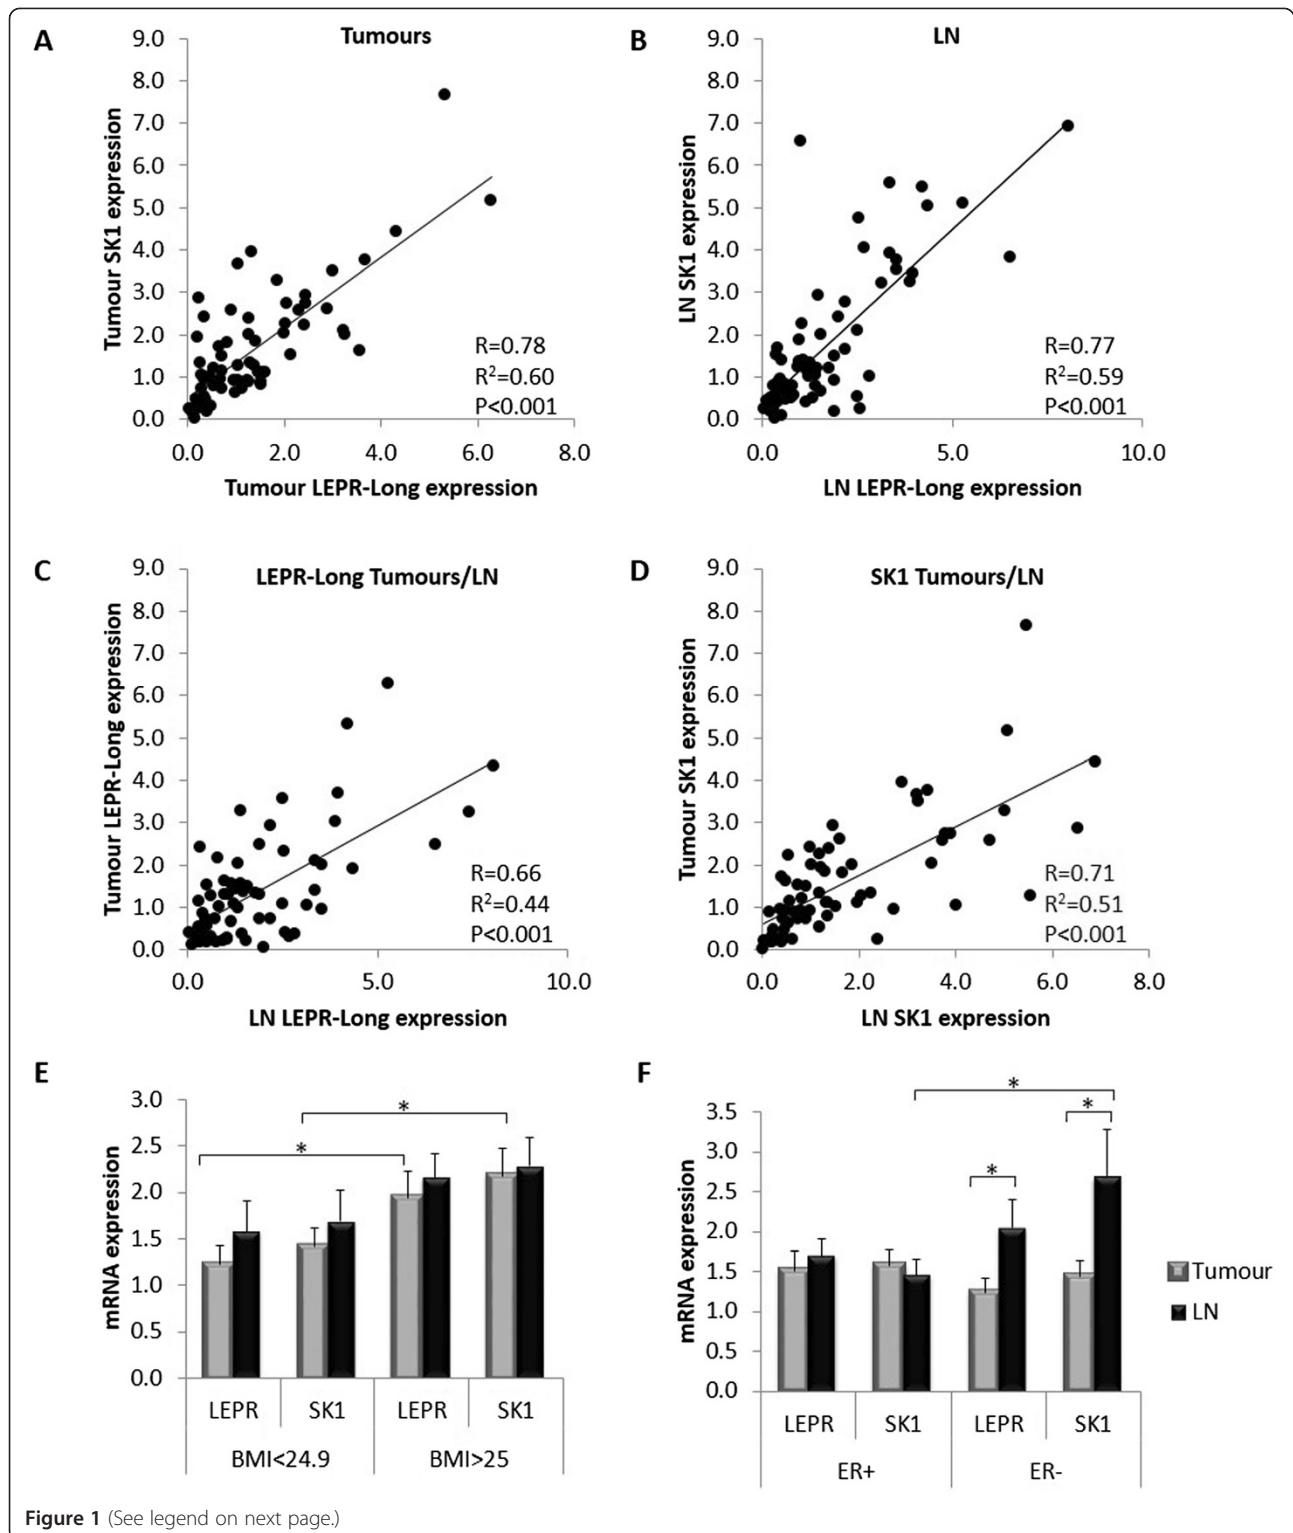 A
Tumours
9.0
8.0
7.0
6.0
5.0
4.0
3.0
2.0
1.0
0.0
Tumour SK1 expression
R=0.78
R²=0.60
P<0.001
0.0 2.0 4.0 6.0 8.0
Tumour LEPR-Long expression
B
LN
9.0
8.0
7.0
6.0
5.0
4.0
3.0
2.0
1.0
0.0
LN SK1 expression
R=0.77
R²=0.59
P<0.001
0.0 5.0 10.0
LN LEPR-Long expression
C
LEPR-Long Tumours/LN
9.0
8.0
7.0
6.0
5.0
4.0
3.0
2.0
1.0
0.0
Tumour LEPR-Long expression
R=0.66
R²=0.44
P<0.001
0.0 5.0 10.0
LN LEPR-Long expression
D
SK1 Tumours/LN
9.0
8.0
7.0
6.0
5.0
4.0
3.0
2.0
1.0
0.0
Tumour SK1 expression
R=0.71
R²=0.51
P<0.001
0.0 2.0 4.0 6.0 8.0
LN SK1 expression
E
3.0
2.5
2.0
1.5
1.0
0.5
0.0
mRNA expression
*
*
LEPR SK1 LEPR SK1
BMI<24.9 BMI>25
F
3.5
3.0
2.5
2.0
1.5
1.0
0.5
0.0
mRNA expression
*
*
*
LEPR SK1 LEPR SK1
ER+ ER-
Tumour
LN
Figure 1 (See legend on next page.)